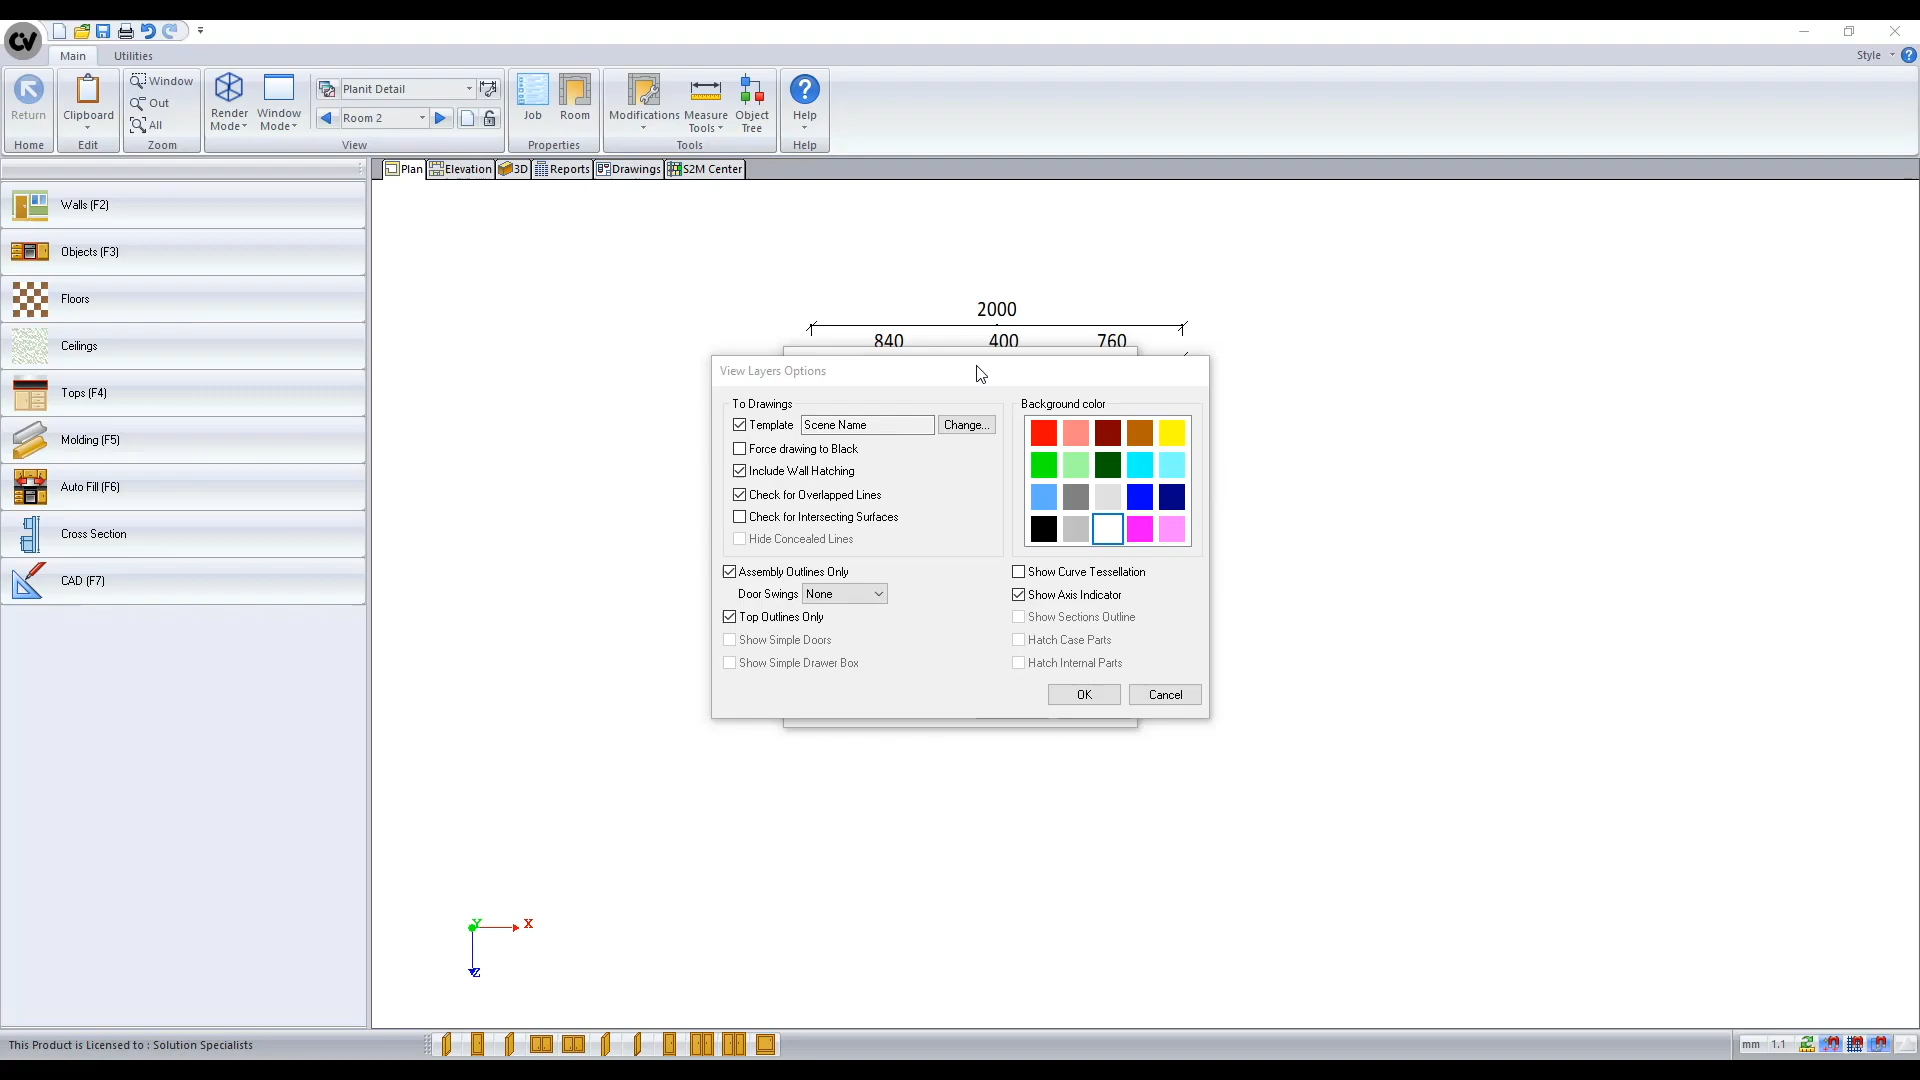 CV
Main
Utilities
Style
Return
Clipboard
Window
Out
All
Render Mode
Window Mode
Planit Detail
Room 2
Job
Room
Modifications
Measure Tools
Object Tree
Help
Home
Edit
Zoom
View
Properties
Tools
Help
Plan
Elevation
3D
Reports
Drawings
S2M Center
Walls (F2)
Objects (F3)
Floors
Ceilings
Tops (F4)
Molding (F5)
Auto Fill (F6)
Cross Section
CAD (F7)
2000
840
400
760
View Layers Options
To Drawings
Template
Scene Name
Change...
Force drawing to Black
Include Wall Hatching
Check for Overlapped Lines
Check for Intersecting Surfaces
Hide Concealed Lines
Background color
Assembly Outlines Only
Door Swings
None
Top Outlines Only
Show Simple Doors
Show Simple Drawer Box
Show Curve Tessellation
Show Axis Indicator
Show Sections Outline
Hatch Case Parts
Hatch Internal Parts
OK
Cancel
Y
X
Z
This Product is Licensed to : Solution Specialists
mm
1.1